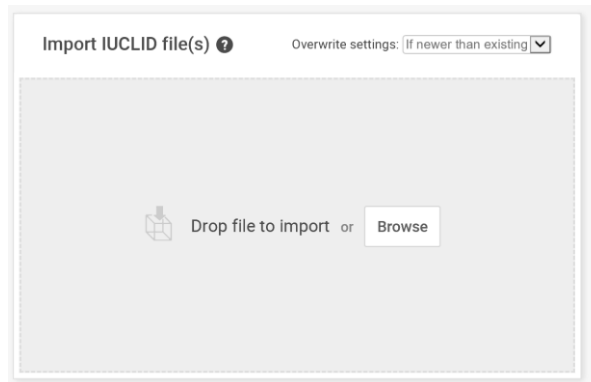 Import IUCLID file(s) ? Overwrite settings: If newer than existing
Drop file to import or Browse